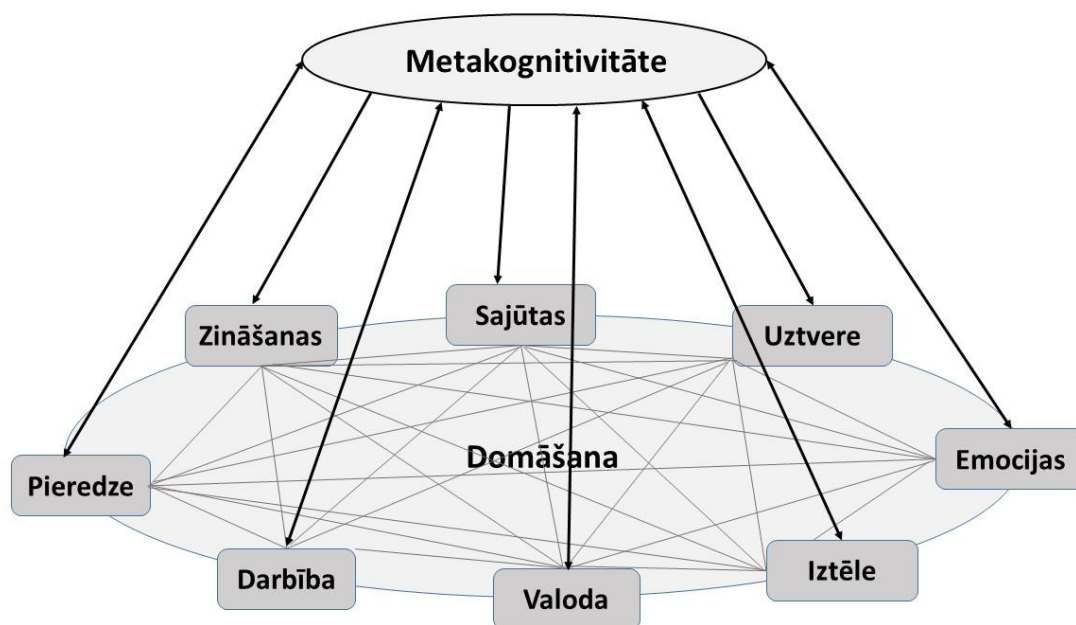 Metakognitivitāte
Sajūtas
Zināšanas
Uztvere
Domāšana
Emocijas
Pieredze
Iztēle
Darbība
Valoda